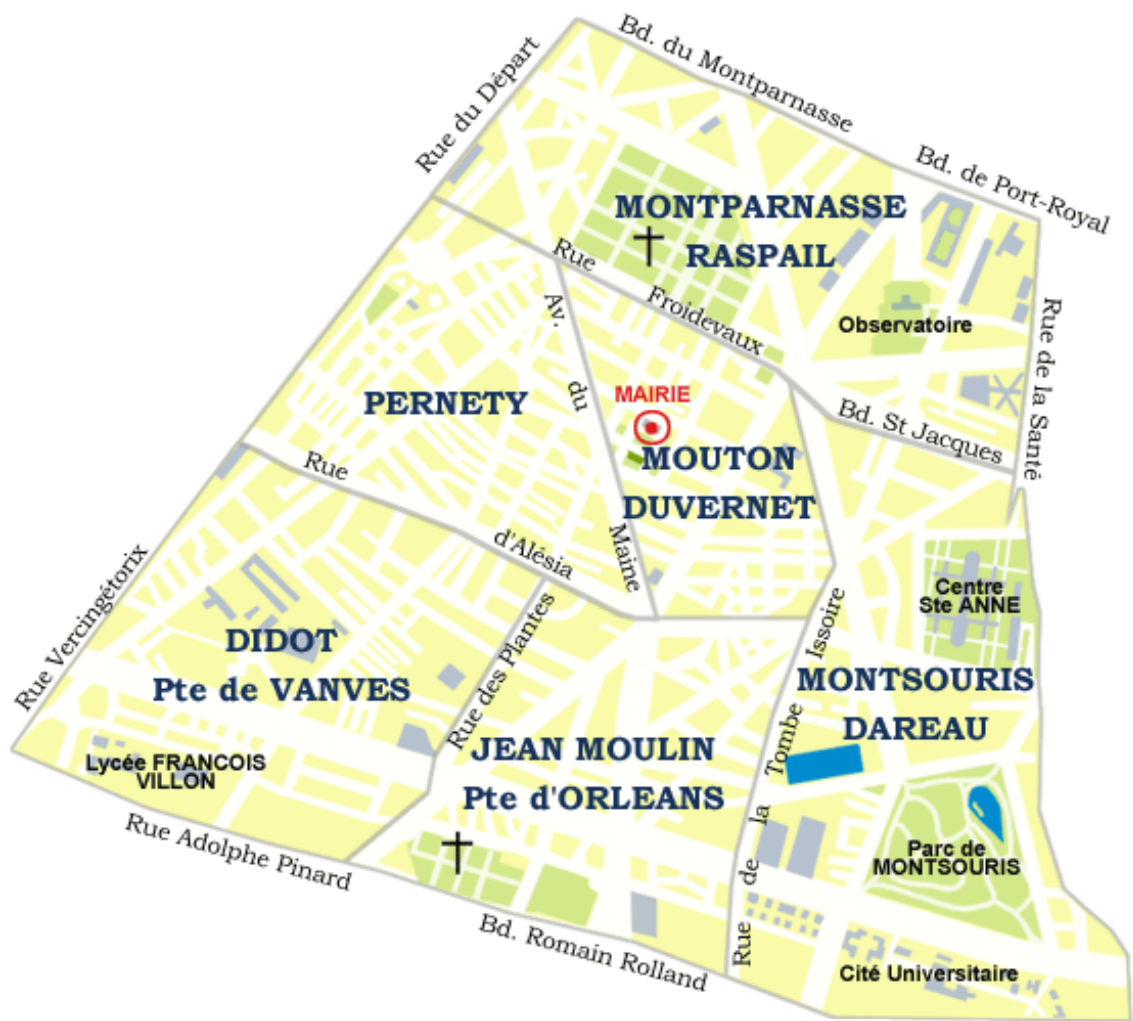 Bd. du Montparnasse
Rue du Départ
Bd. de Port-Royal
MONTPARNASSE
RASPAIL
Rue Froidevaux
Observatoire
Rue de la Santé
Av. du Maine
MAIRIE
PERNETY
Bd. St Jacques
MOUTON
DUVERNET
Rue d'Alésia
Centre
Ste ANNE
Rue Vercingétorix
Rue des Plantes
Rue de la Tombe Issoire
DIDOT
Pte de VANVES
MONTSOURIS
DAREAU
JEAN MOULIN
Pte d'ORLEANS
Lycée FRANCOIS
VILLON
Rue Adolphe Pinard
Parc de
MONTSOURIS
Bd. Romain Rolland
Cité Universitaire